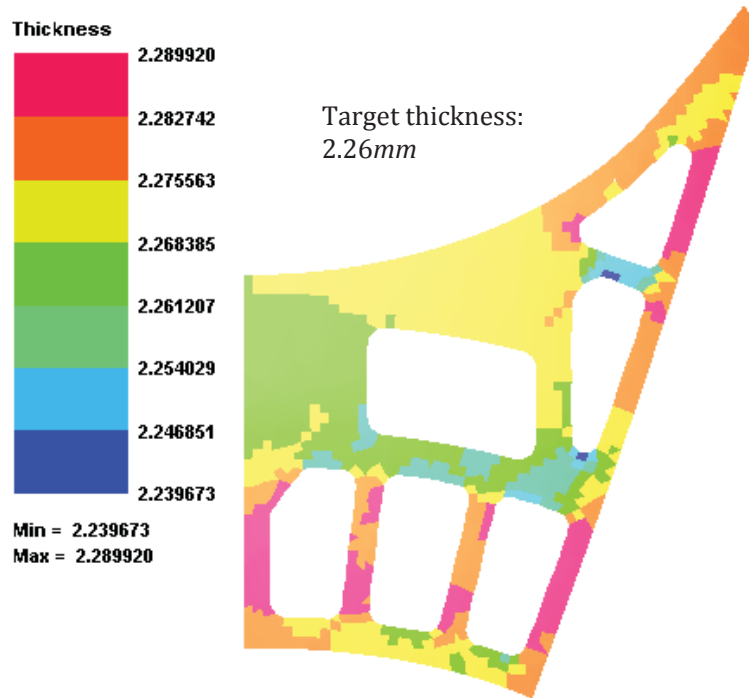 Thickness
2.289920
2.282742
2.275563
2.268385
2.261207
2.254029
2.246851
2.239673
Min = 2.239673
Max = 2.289920
Target thickness:
2.26mm